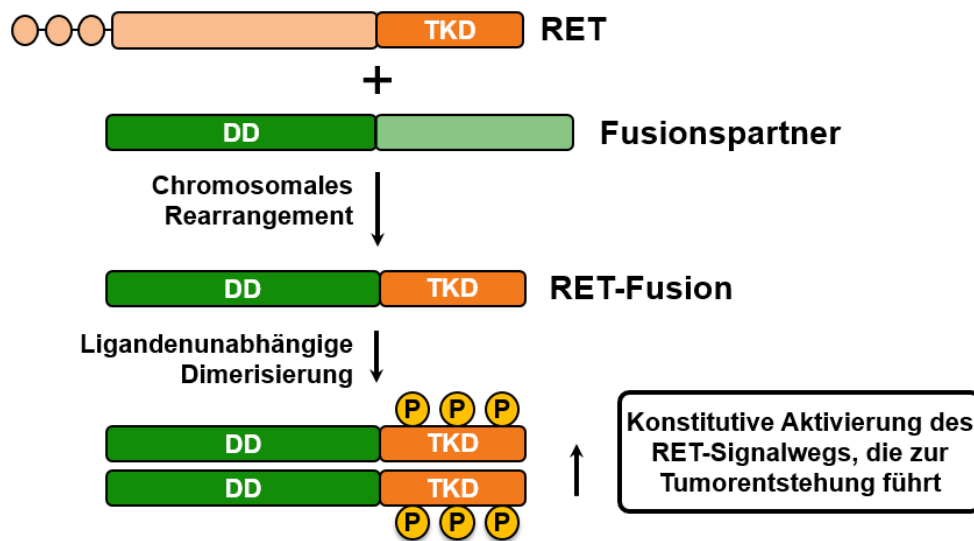 TKD RET
+
DD Fusionspartner
Chromosomales
Rearrangement
DD TKD RET-Fusion
Ligandenunabhängige
Dimerisierung
P P P
DD TKD
DD TKD
P P P
Konstitutive Aktivierung des
RET-Signalwegs, die zur
Tumorentstehung führt